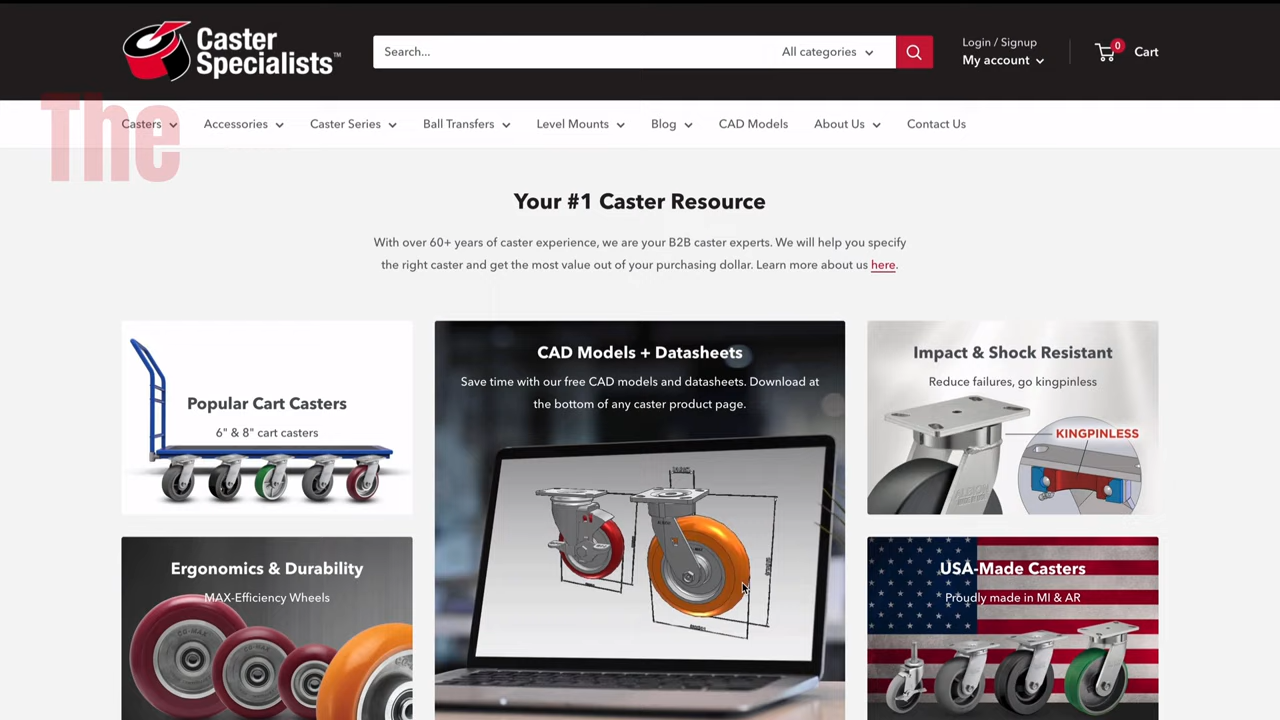 Caster
Specialists™
Search...
All categories
Login / Signup
My account
0
Cart
The
Casters
Accessories
Caster Series
Ball Transfers
Level Mounts
Blog
CAD Models
About Us
Contact Us
Your #1 Caster Resource
With over 60+ years of caster experience, we are your B2B caster experts. We will help you specify
the right caster and get the most value out of your purchasing dollar. Learn more about us here.
Popular Cart Casters
6" & 8" cart casters
CAD Models + Datasheets
Save time with our free CAD models and datasheets. Download at
the bottom of any caster product page.
Impact & Shock Resistant
Reduce failures, go kingpinless
KINGPINLESS
ALBION
Ergonomics & Durability
MAX-Efficiency Wheels
CO-MAX
USA-Made Casters
Proudly made in MI & AR